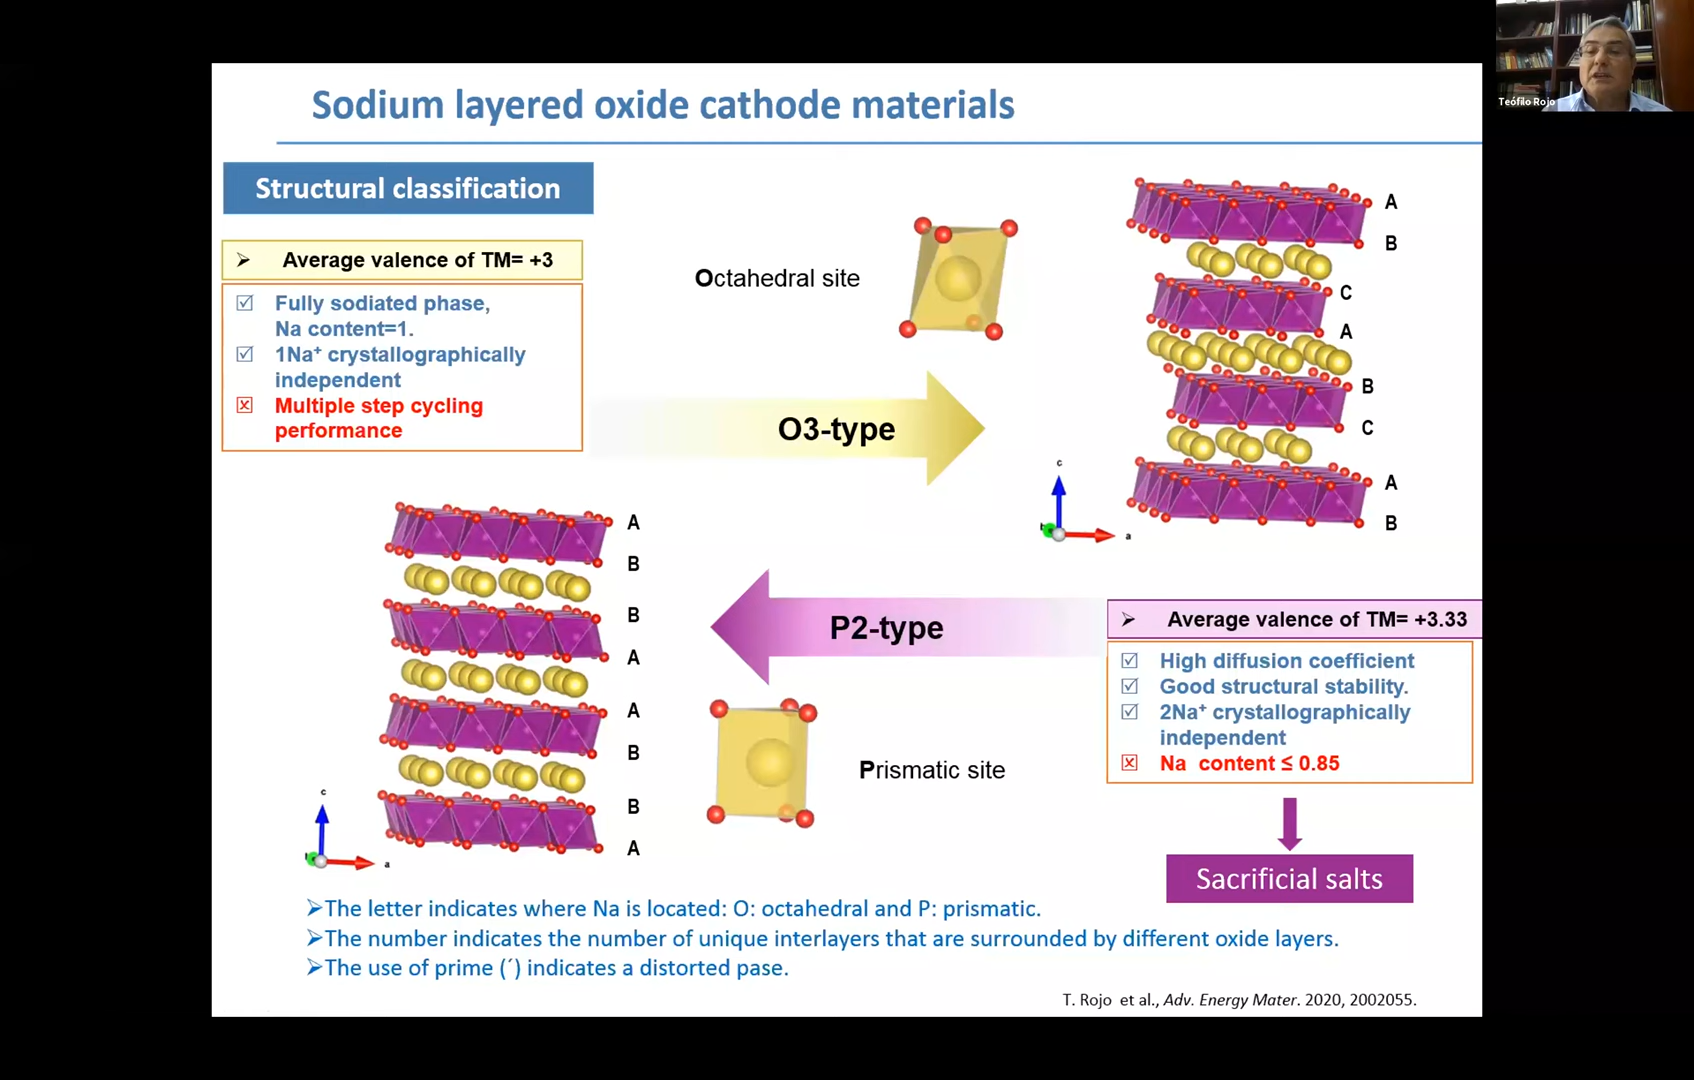 Sodium layered oxide cathode materials
Teófilo Rojo
Structural classification
➢ Average valence of TM= +3
☑ Fully sodiated phase,
Na content=1.
☑ 1Na⁺ crystallographically
independent
☒ Multiple step cycling
performance
Octahedral site
O3-type
A
B
C
A
B
C
A
B
c
b
a
A
B
B
A
A
B
B
A
c
a
P2-type
Prismatic site
➢ Average valence of TM= +3.33
☑ High diffusion coefficient
☑ Good structural stability.
☑ 2Na⁺ crystallographically
independent
☒ Na content ≤ 0.85
Sacrificial salts
➢The letter indicates where Na is located: O: octahedral and P: prismatic.
➢The number indicates the number of unique interlayers that are surrounded by different oxide layers.
➢The use of prime (´) indicates a distorted pase.
T. Rojo et al., Adv. Energy Mater. 2020, 2002055.